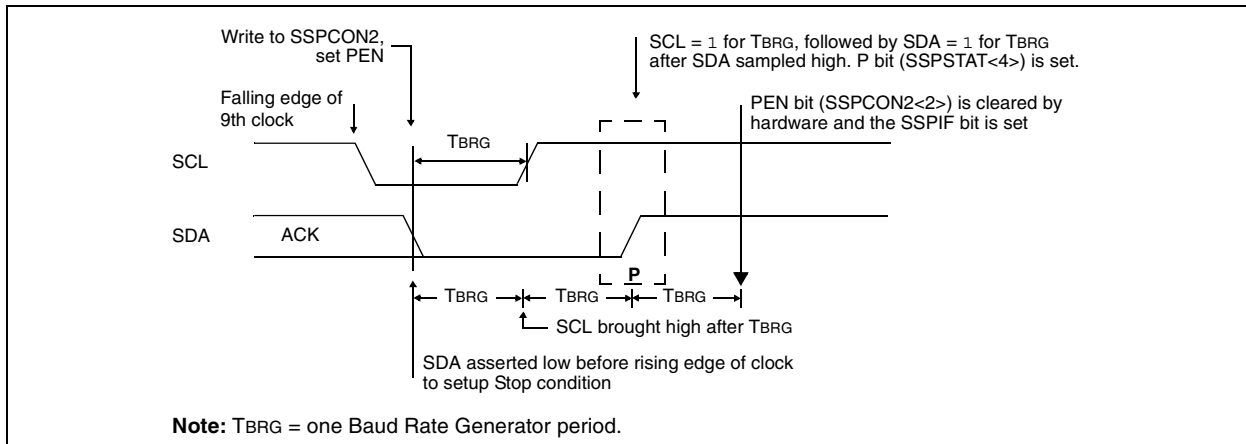 Write to SSPCON2,
set PEN
SCL = 1 for TBRG, followed by SDA = 1 for TBRG
after SDA sampled high. P bit (SSPSTAT<4>) is set.
Falling edge of
9th clock
PEN bit (SSPCON2<2>) is cleared by
hardware and the SSPIF bit is set
TBRG
SCL
SDA
ACK
P
TBRG
TBRG
TBRG
SCL brought high after TBRG
SDA asserted low before rising edge of clock
to setup Stop condition
Note: TBRG = one Baud Rate Generator period.